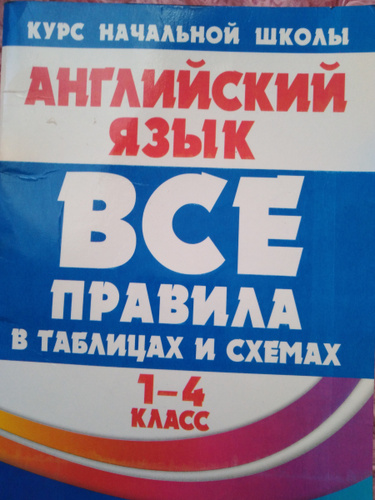 КУРС НАЧАЛЬНОЙ ШКОЛЫ
АНГЛИЙСКИЙ
ЯЗЫК
ВСЕ
ПРАВИЛА
В ТАБЛИЦАХ И СХЕМАХ
1–4
КЛАСС